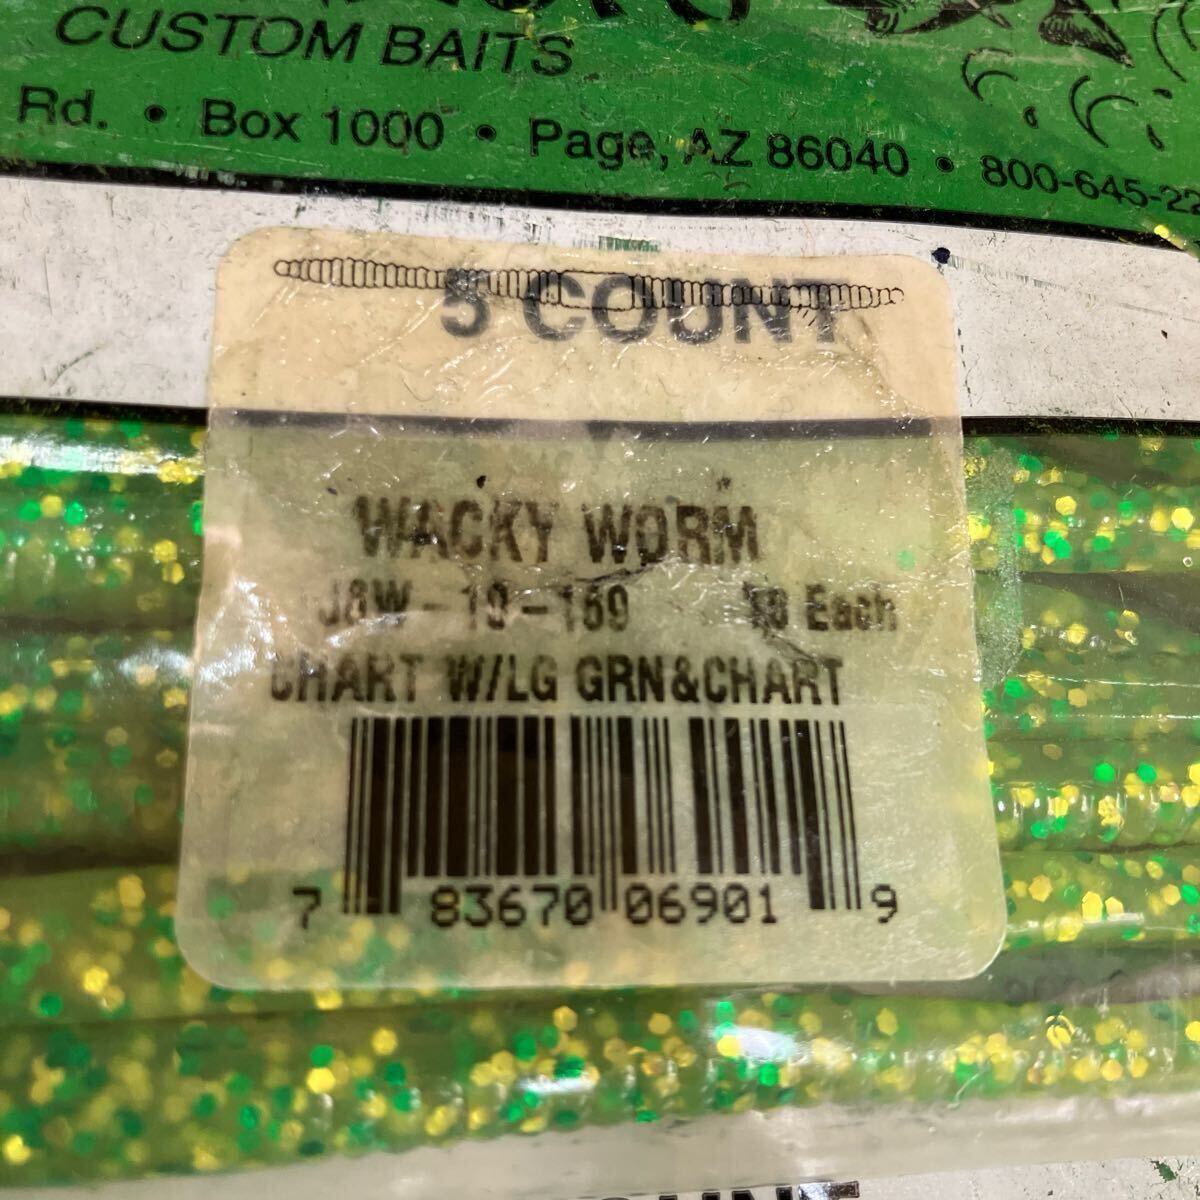 CUSTOM BAITS
Rd. • Box 1000 • Page, AZ 86040 • 800-645-22
5 COUNT
WACKY WORM
J8W-10-169 10 Each
CHART W/LG GRN&CHART
7 83670 06901 9